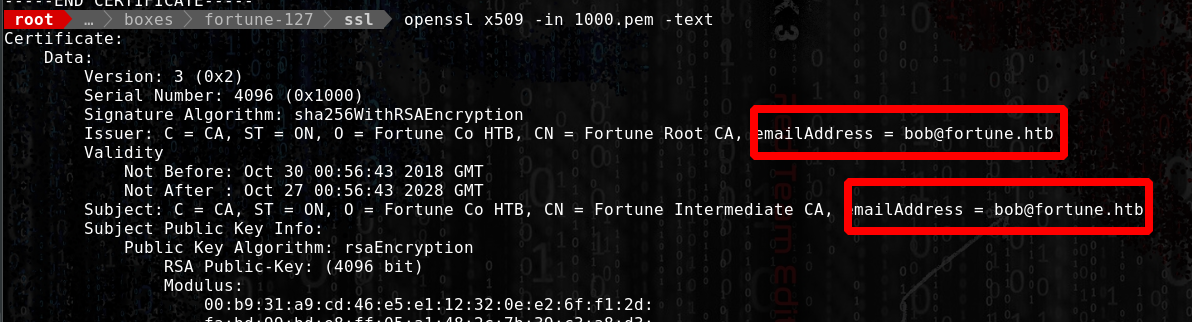 -----END CERTIFICATE-----
root … boxes fortune-127 ssl openssl x509 -in 1000.pem -text
Certificate:
Data:
Version: 3 (0x2)
Serial Number: 4096 (0x1000)
Signature Algorithm: sha256WithRSAEncryption
Issuer: C = CA, ST = ON, O = Fortune Co HTB, CN = Fortune Root CA, emailAddress = bob@fortune.htb
Validity
Not Before: Oct 30 00:56:43 2018 GMT
Not After : Oct 27 00:56:43 2028 GMT
Subject: C = CA, ST = ON, O = Fortune Co HTB, CN = Fortune Intermediate CA, emailAddress = bob@fortune.htb
Subject Public Key Info:
Public Key Algorithm: rsaEncryption
RSA Public-Key: (4096 bit)
Modulus:
00:b9:31:a9:cd:46:e5:e1:12:32:0e:e2:6f:f1:2d: